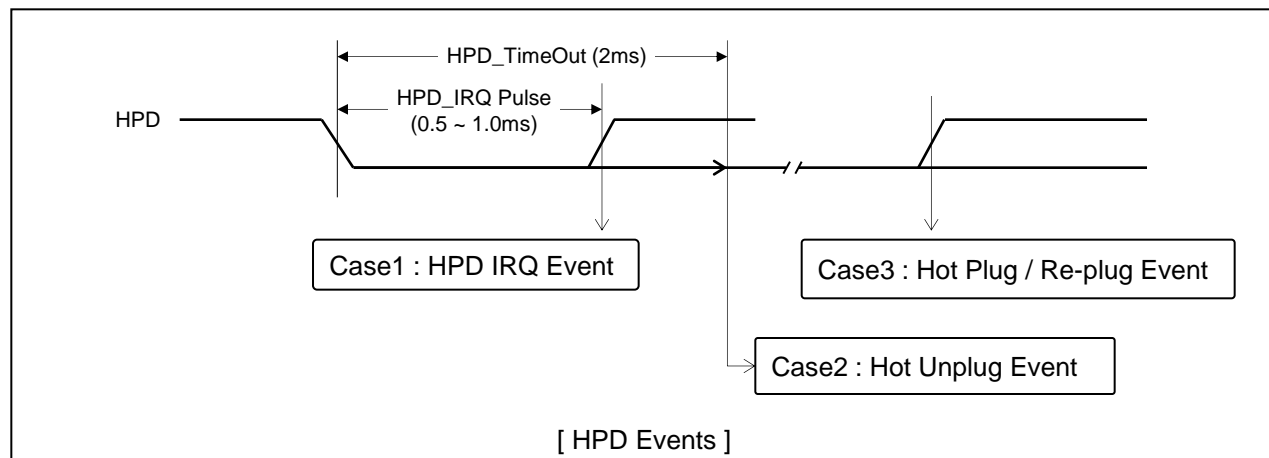 HPD_TimeOut (2ms)
HPD_IRQ Pulse
(0.5 ~ 1.0ms)
HPD
Case1 : HPD IRQ Event
Case3 : Hot Plug / Re-plug Event
Case2 : Hot Unplug Event
[ HPD Events ]